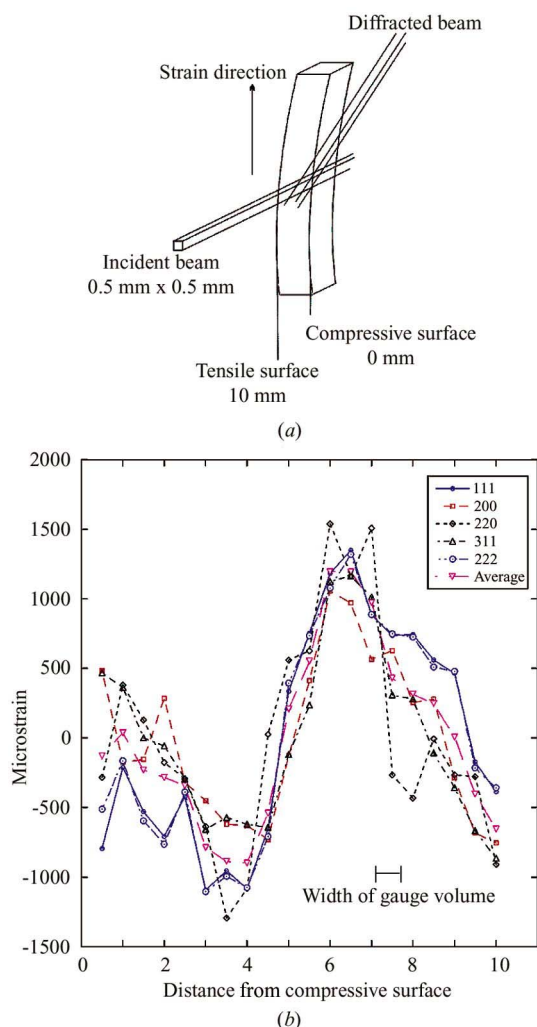 Diffracted beam
Strain direction
Incident beam
0.5 mm x 0.5 mm
Compressive surface
0 mm
Tensile surface
10 mm
(a)
2000
1500
1000
500
0
-500
-1000
-1500
Microstrain
111
200
220
311
222
Average
Width of gauge volume
0 2 4 6 8 10
Distance from compressive surface
(b)